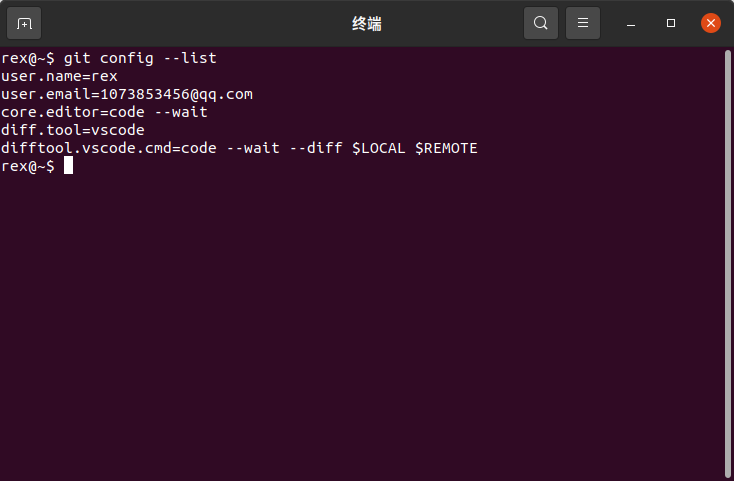 终端
rex@~$ git config --list
user.name=rex
user.email=1073853456@qq.com
core.editor=code --wait
diff.tool=vscode
difftool.vscode.cmd=code --wait --diff $LOCAL $REMOTE
rex@~$